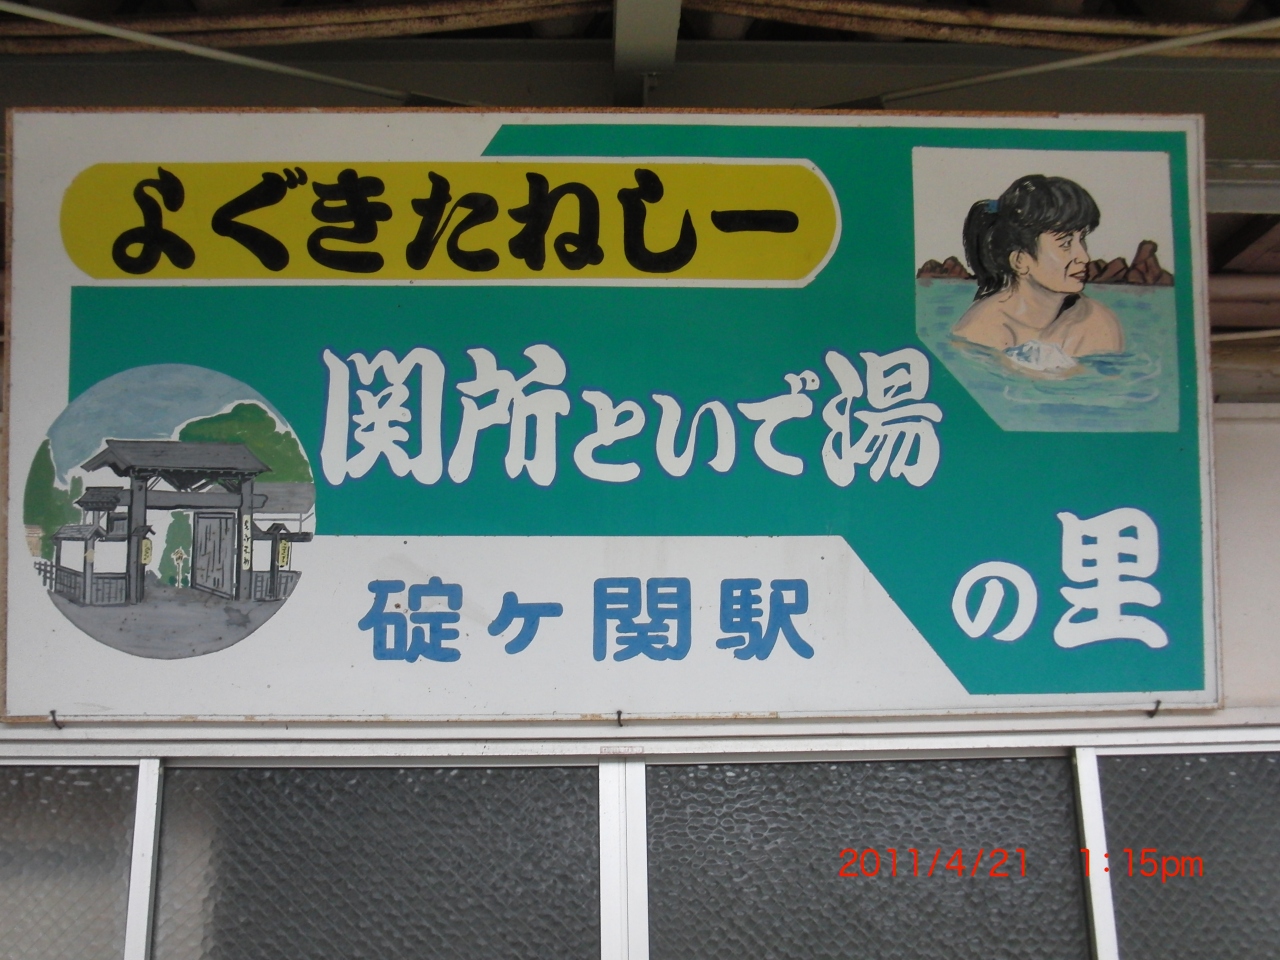 よぐきたねしー
関所といで湯
の里
碇ヶ関駅
2011/4/21 1:15pm